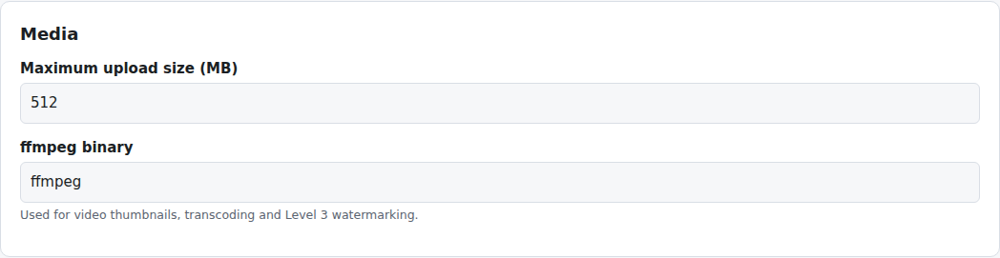 Media
Maximum upload size (MB)
512
ffmpeg binary
ffmpeg
Used for video thumbnails, transcoding and Level 3 watermarking.